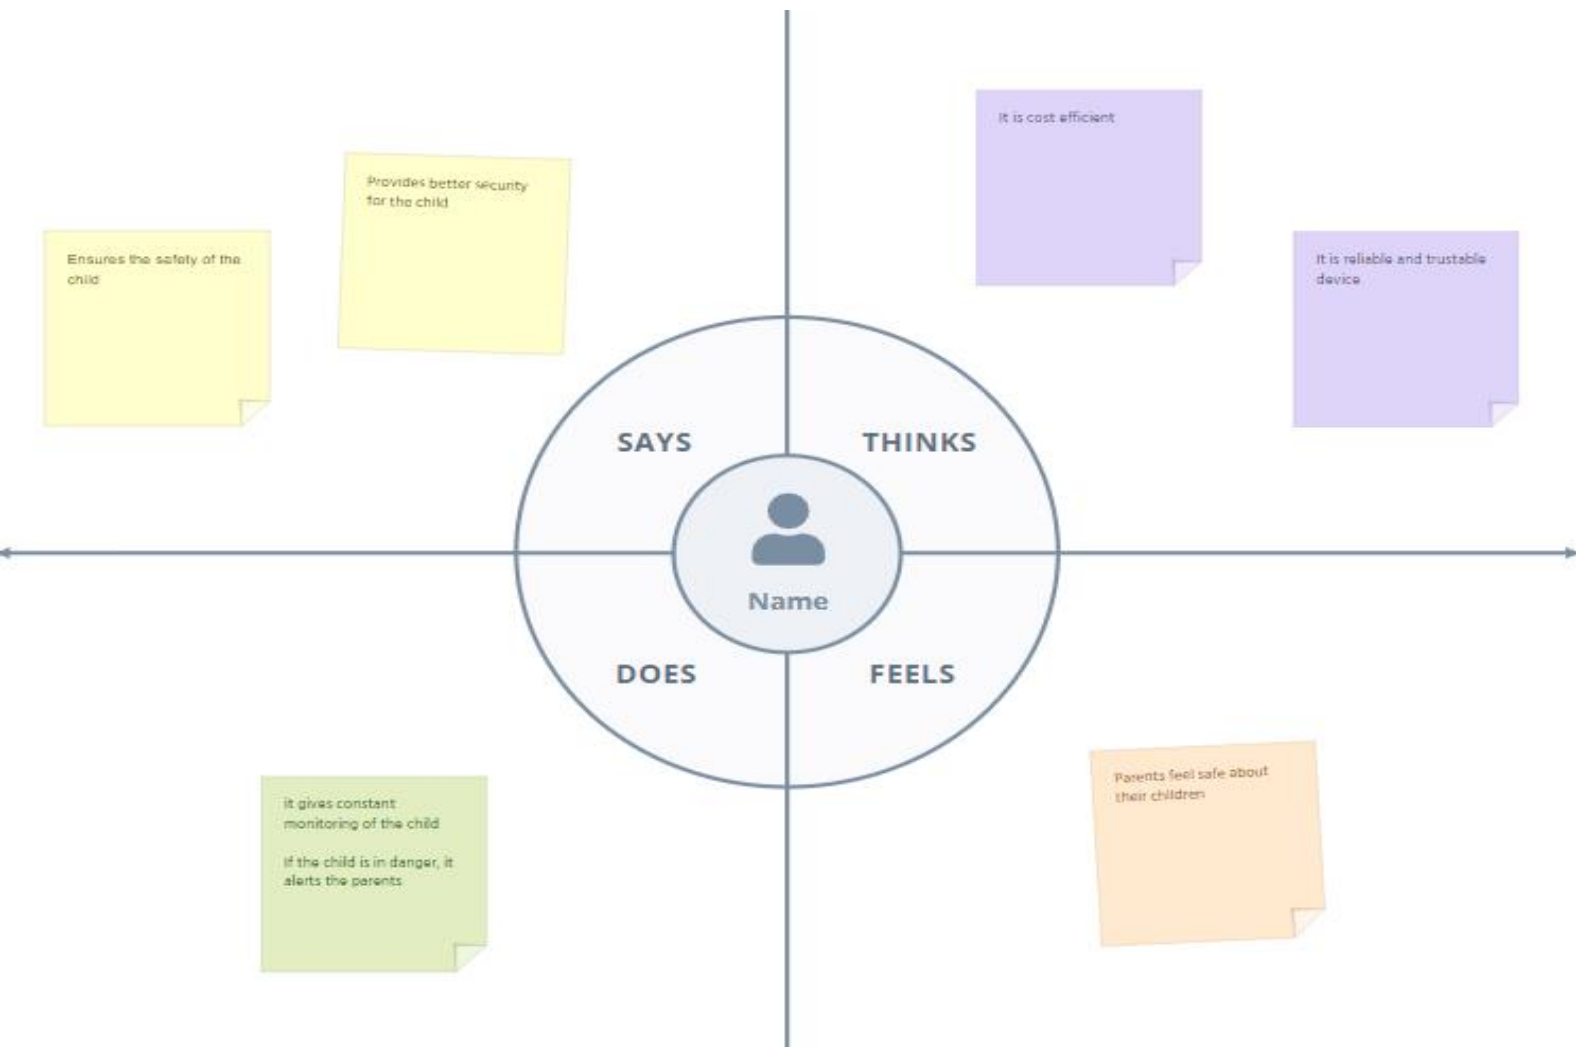 Provides better security
for the child
Ensures the safety of the
child
It is cost efficient
It is reliable and trustable
device
SAYS
THINKS
Name
DOES
FEELS
it gives constant
monitoring of the child
If the child is in danger, it
alerts the parents
Parents feel safe about
their children